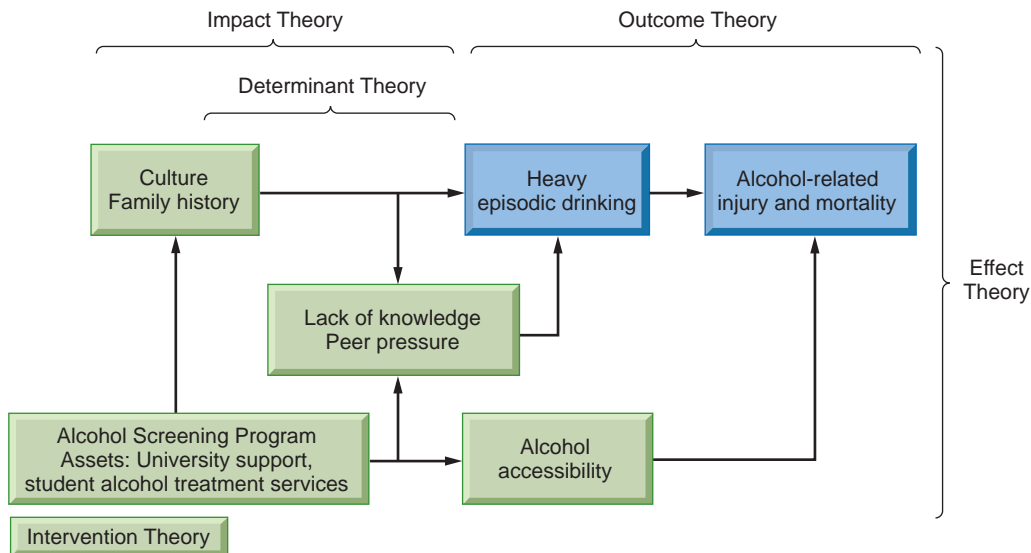 Impact Theory
Outcome Theory
Determinant Theory
Culture
Family history
Heavy
episodic drinking
Alcohol-related
injury and mortality
Effect
Theory
Lack of knowledge
Peer pressure
Alcohol Screening Program
Assets: University support,
student alcohol treatment services
Alcohol
accessibility
Intervention Theory